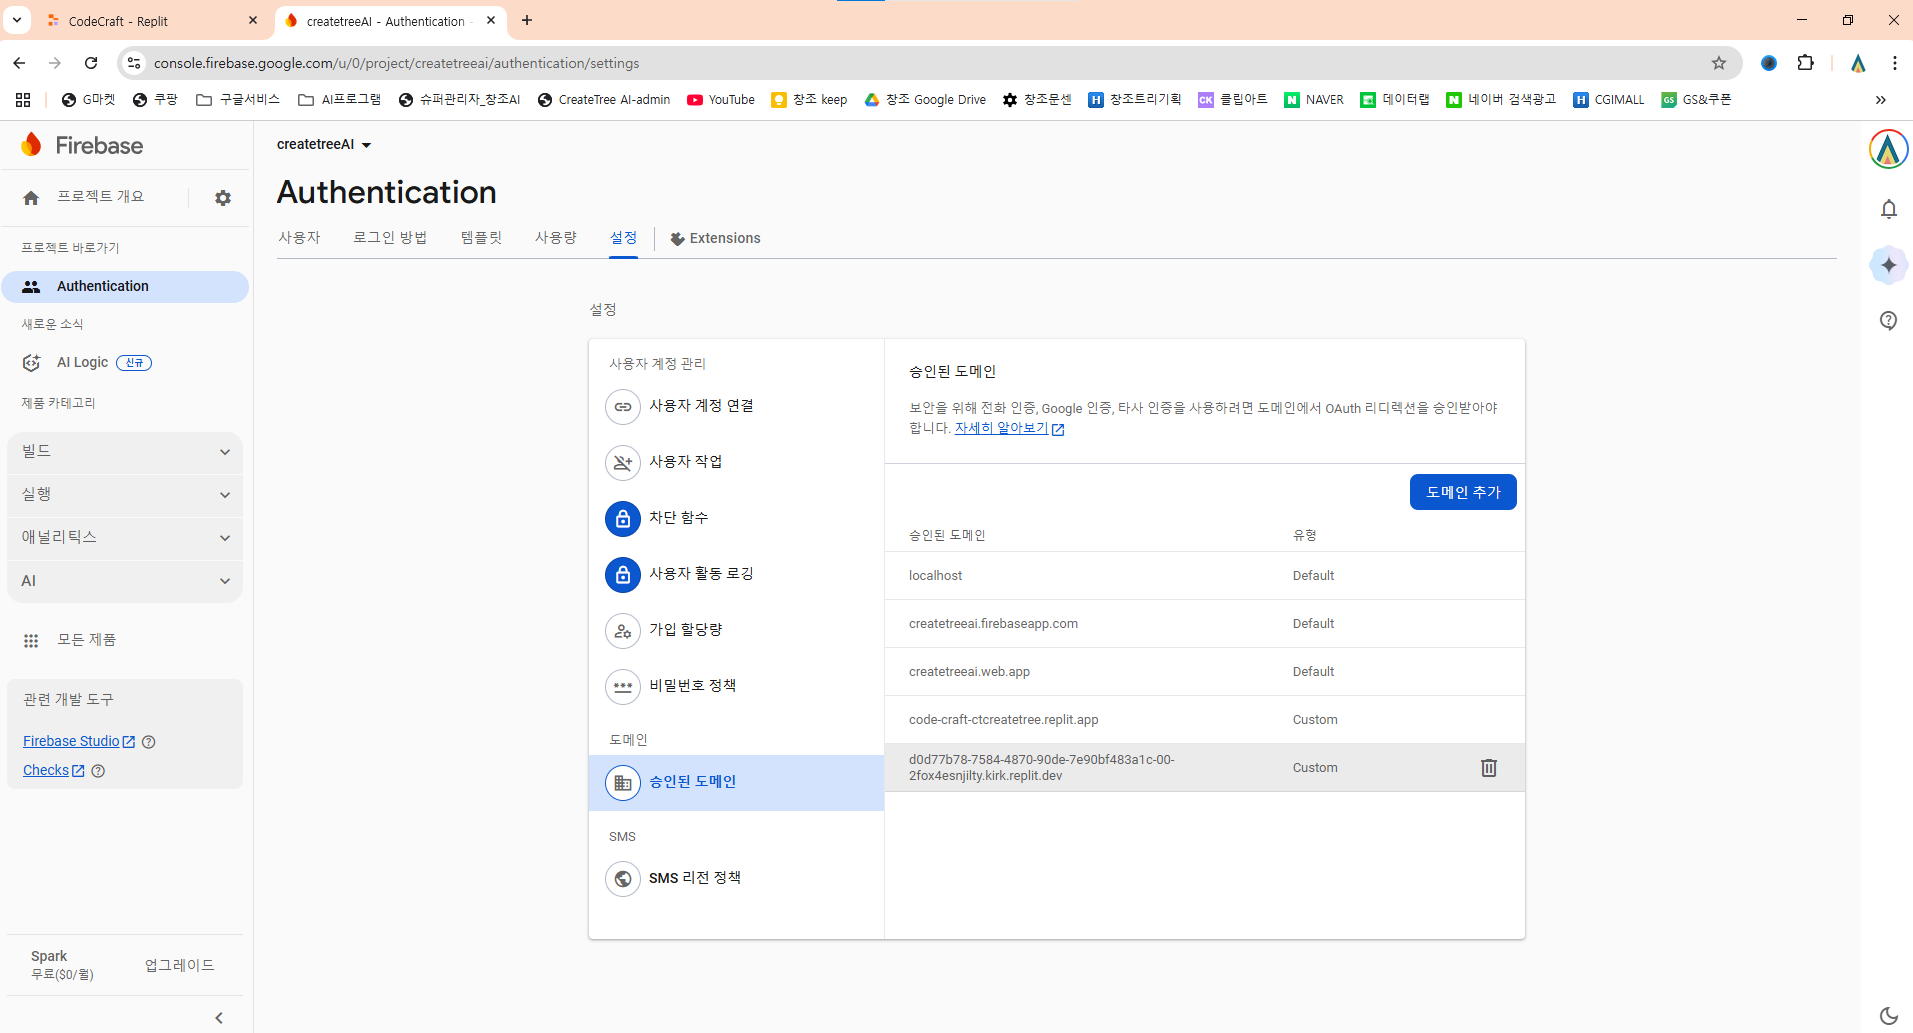 CodeCraft - Replit
createtreeAI - Authentication -
console.firebase.google.com/u/0/project/createtreeai/authentication/settings
G마켓
쿠팡
구글서비스
AI프로그램
슈퍼관리자_창조AI
CreateTree AI-admin
YouTube
창조 keep
창조 Google Drive
창조문센
H
창조트리기획
CK
클립아트
N
NAVER
데이터랩
N
네이버 검색광고
H
CGIMALL
GS
GS&쿠폰
Firebase
프로젝트 개요
프로젝트 바로가기
Authentication
새로운 소식
AI Logic 신규
제품 카테고리
빌드
실행
애널리틱스
AI
모든 제품
관련 개발 도구
Firebase Studio
Checks
Spark
무료($0/월)
업그레이드
createtreeAI
Authentication
사용자
로그인 방법
템플릿
사용량
설정
Extensions
설정
사용자 계정 관리
사용자 계정 연결
사용자 작업
차단 함수
사용자 활동 로깅
가입 할당량
비밀번호 정책
도메인
승인된 도메인
SMS
SMS 리전 정책
승인된 도메인
보안을 위해 전화 인증, Google 인증, 타사 인증을 사용하려면 도메인에서 OAuth 리디렉션을 승인받아야
합니다. 자세히 알아보기
도메인 추가
승인된 도메인 유형
localhost Default
createtreeai.firebaseapp.com Default
createtreeai.web.app Default
code-craft-ctcreatetree.replit.app Custom
d0d77b78-7584-4870-90de-7e90bf483a1c-00-
2fox4esnjilty.kirk.replit.dev Custom